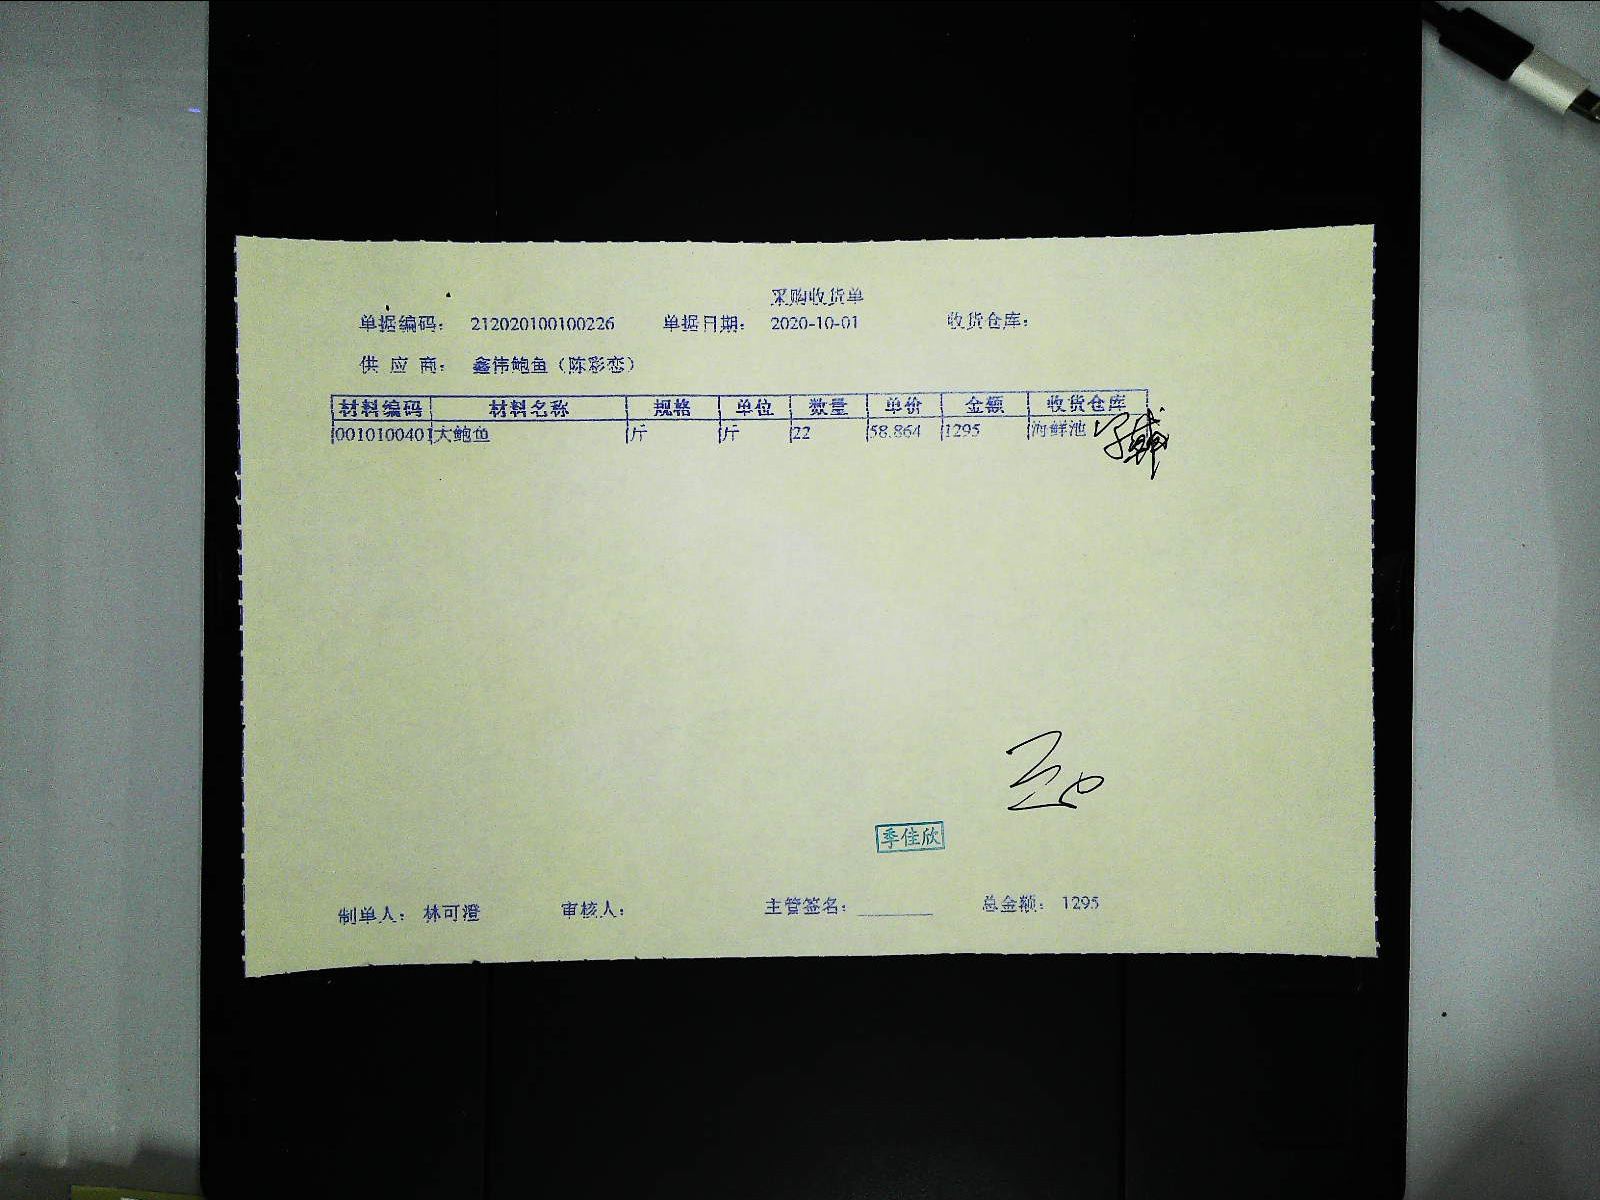 采购收货单
单据编码： 212020100100226 单据日期： 2020-10-01 收货仓库：
供 应 商： 鑫伟鲍鱼（陈彩恋）
材料编码 材料名称 规格 单位 数量 单价 金额 收货仓库
0010100401 大鲍鱼 斤 斤 22 58.864 1295 海鲜池
季佳欣
制单人： 林可澄 审核人： 主管签名： 总金额： 1295